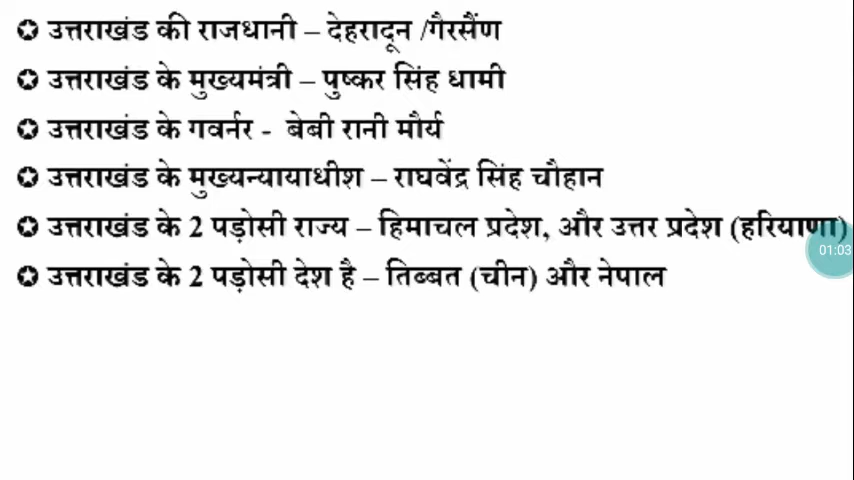 ✪ उत्तराखंड की राजधानी – देहरादून /गैरसैंण
✪ उत्तराखंड के मुख्यमंत्री – पुष्कर सिंह धामी
✪ उत्तराखंड के गवर्नर - बेबी रानी मौर्य
✪ उत्तराखंड के मुख्यन्यायाधीश – राघवेंद्र सिंह चौहान
✪ उत्तराखंड के 2 पड़ोसी राज्य – हिमाचल प्रदेश, और उत्तर प्रदेश (हरियाणा)
01:03
✪ उत्तराखंड के 2 पड़ोसी देश है – तिब्बत (चीन) और नेपाल